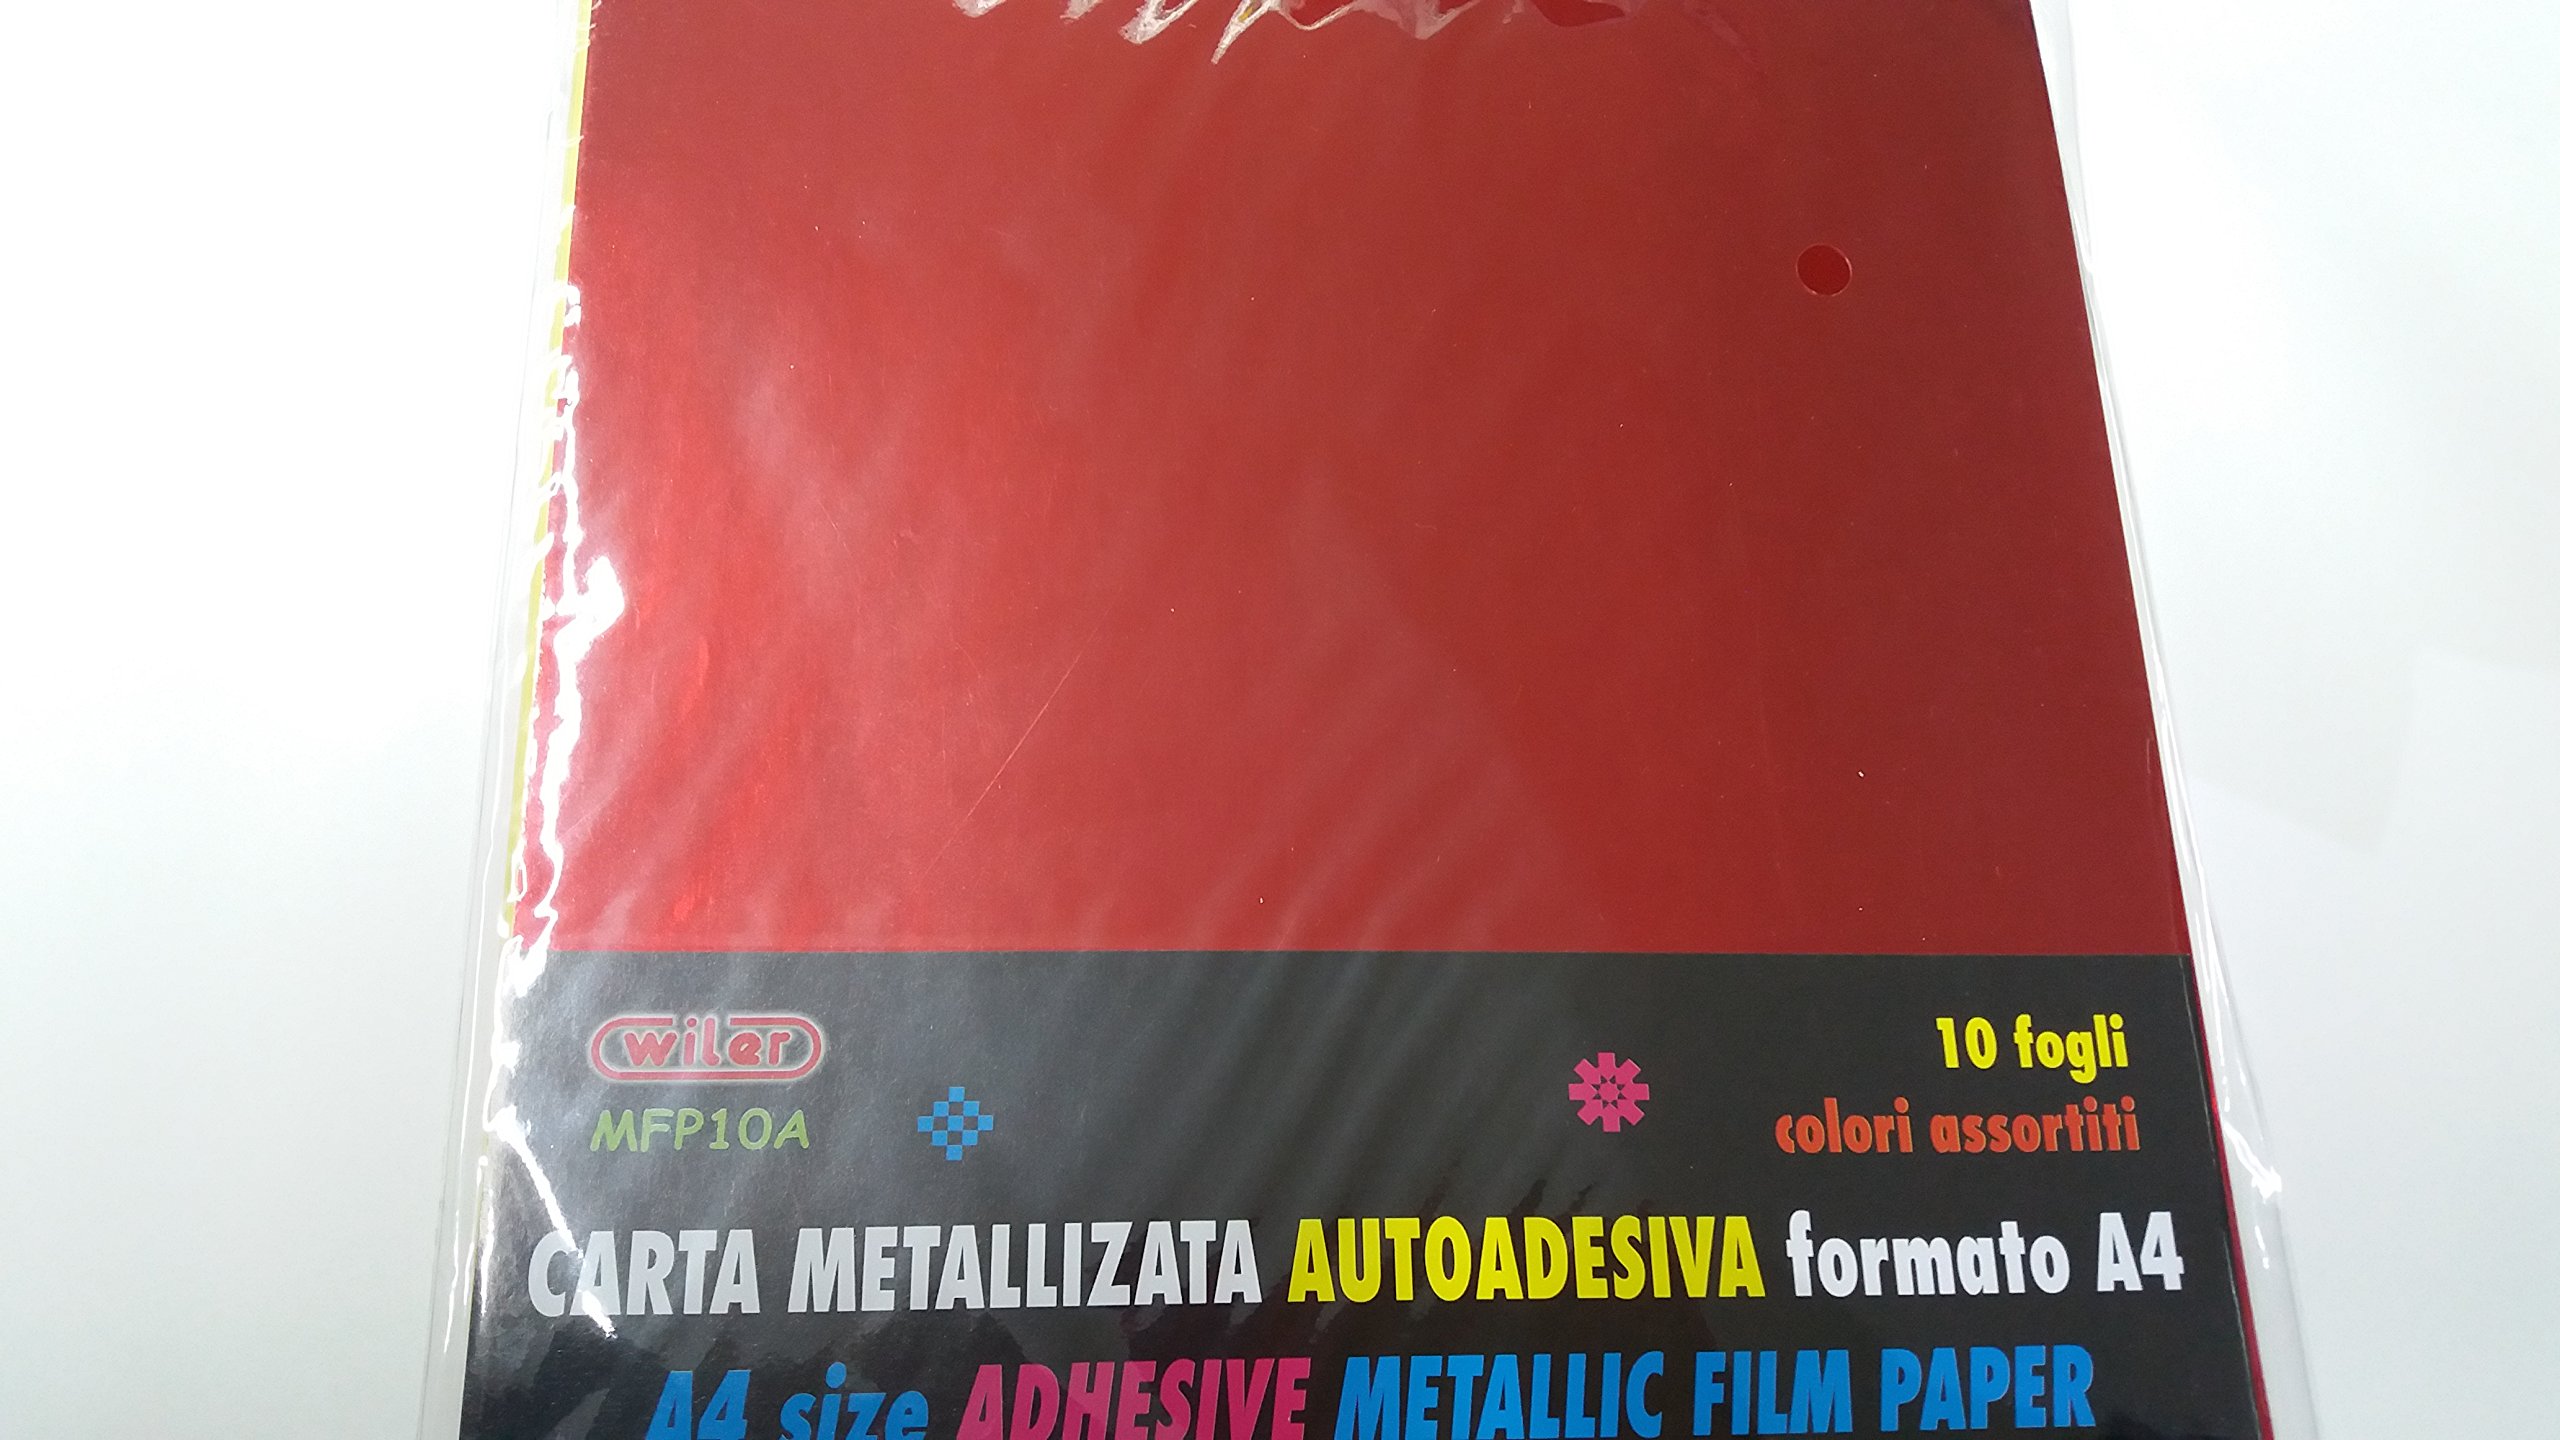 wiler
MFP10A
10 fogli
colori assortiti
CARTA METALLIZATA AUTOADESIVA formato A4
A4 size ADHESIVE METALLIC FILM PAPER